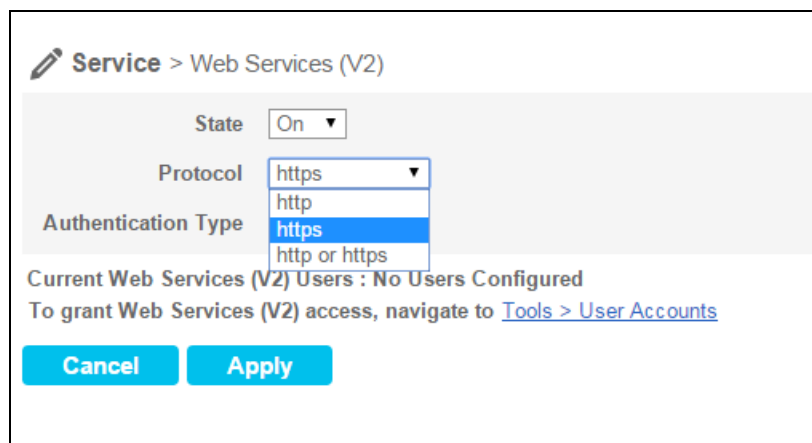 Service > Web Services (V2)
State On
Protocol https
http
Authentication Type https
http or https
Current Web Services (V2) Users : No Users Configured
To grant Web Services (V2) access, navigate to Tools > User Accounts
Cancel Apply